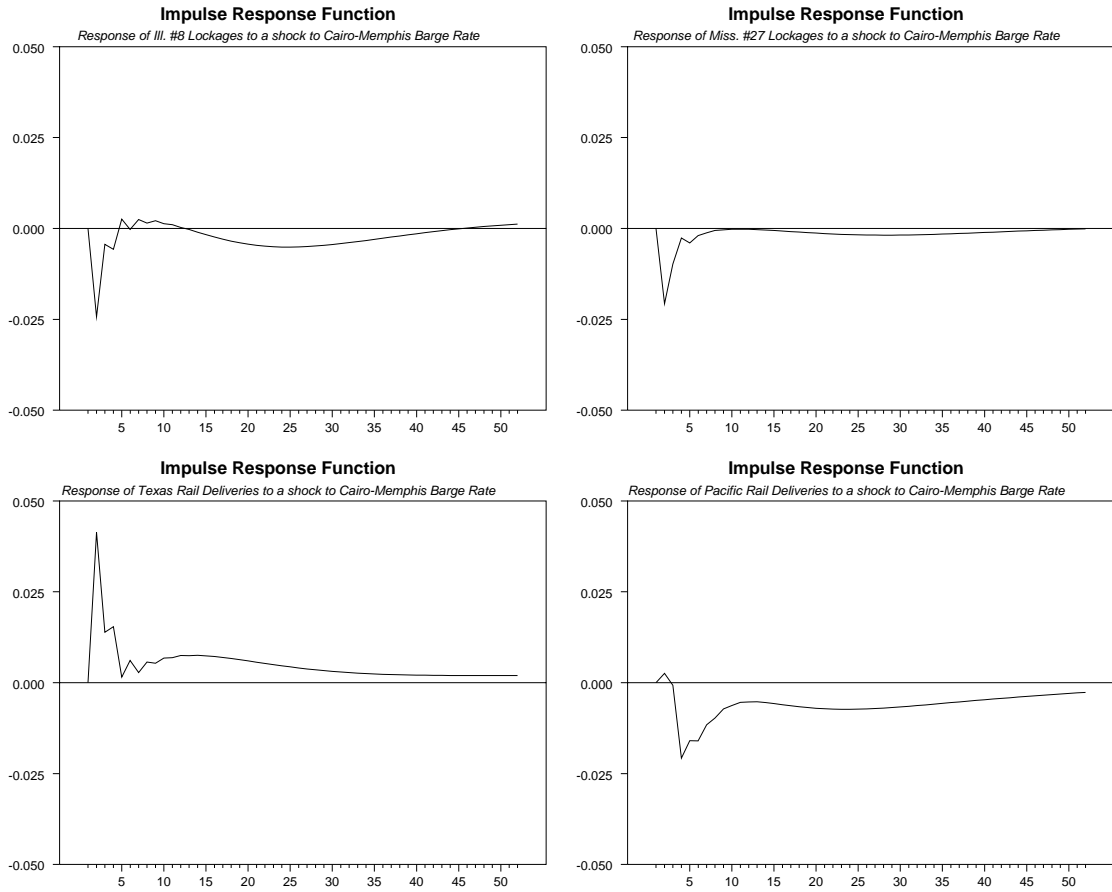 Impulse Response Function
Response of Ill. #8 Lockages to a shock to Cairo-Memphis Barge Rate
0.050
0.025
0.000
-0.025
-0.050
5 10 15 20 25 30 35 40 45 50
Impulse Response Function
Response of Miss. #27 Lockages to a shock to Cairo-Memphis Barge Rate
0.050
0.025
0.000
-0.025
-0.050
5 10 15 20 25 30 35 40 45 50
Impulse Response Function
Response of Texas Rail Deliveries to a shock to Cairo-Memphis Barge Rate
0.050
0.025
0.000
-0.025
-0.050
5 10 15 20 25 30 35 40 45 50
Impulse Response Function
Response of Pacific Rail Deliveries to a shock to Cairo-Memphis Barge Rate
0.050
0.025
0.000
-0.025
-0.050
5 10 15 20 25 30 35 40 45 50